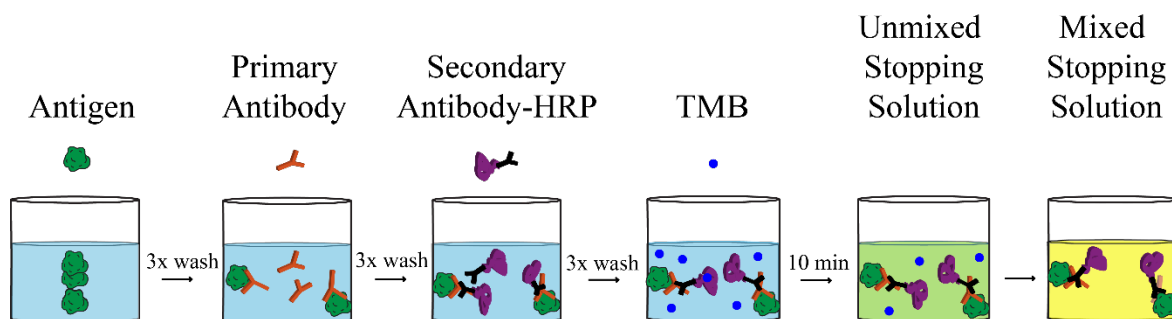 Antigen
Primary
Antibody
Secondary
Antibody-HRP
TMB
Unmixed
Stopping
Solution
Mixed
Stopping
Solution
3x wash
3x wash
3x wash
10 min